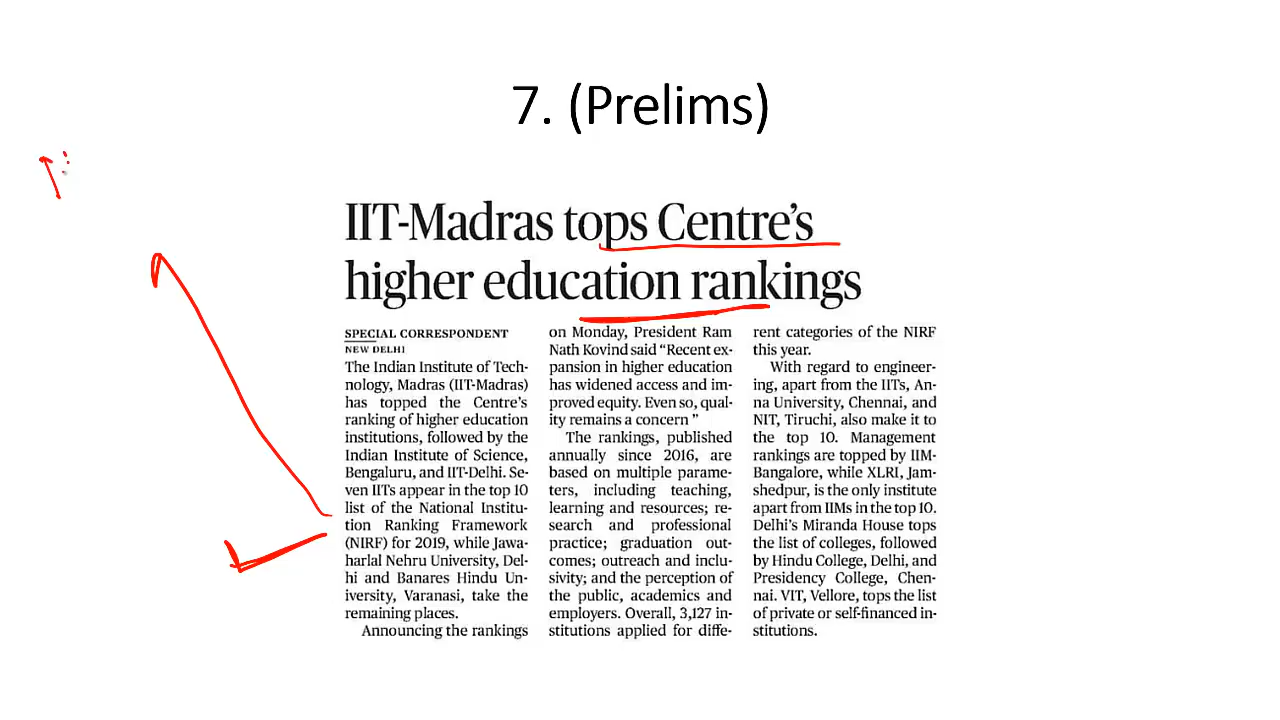 7. (Prelims)
IIT-Madras tops Centre's
higher education rankings
SPECIAL CORRESPONDENT
NEW DELHI
The Indian Institute of Tech-
nology, Madras (IIT-Madras)
has topped the Centre's
ranking of higher education
institutions, followed by the
Indian Institute of Science,
Bengaluru, and IIT-Delhi. Se-
ven IITs appear in the top 10
list of the National Institu-
tion Ranking Framework
(NIRF) for 2019, while Jawa-
harlal Nehru University, Del-
hi and Banares Hindu Un-
iversity, Varanasi, take the
remaining places.
Announcing the rankings
on Monday, President Ram
Nath Kovind said “Recent ex-
pansion in higher education
has widened access and im-
proved equity. Even so, qual-
ity remains a concern ”
The rankings, published
annually since 2016, are
based on multiple parame-
ters, including teaching,
learning and resources; re-
search and professional
practice; graduation out-
comes; outreach and inclu-
sivity; and the perception of
the public, academics and
employers. Overall, 3,127 in-
stitutions applied for diffe-
rent categories of the NIRF
this year.
With regard to engineer-
ing, apart from the IITs, An-
na University, Chennai, and
NIT, Tiruchi, also make it to
the top 10. Management
rankings are topped by IIM-
Bangalore, while XLRI, Jam-
shedpur, is the only institute
apart from IIMs in the top 10.
Delhi's Miranda House tops
the list of colleges, followed
by Hindu College, Delhi, and
Presidency College, Chen-
nai. VIT, Vellore, tops the list
of private or self-financed in-
stitutions.